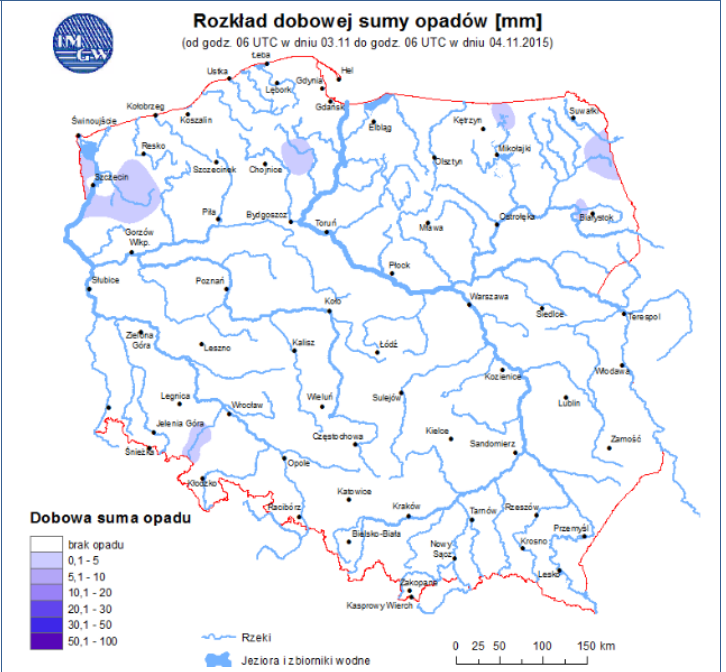 IM
GW
Rozkład dobowej sumy opadów [mm]
(od godz. 06 UTC w dniu 03.11 do godz. 06 UTC w dniu 04.11.2015)
Łeba
Hel
Ustka
Gdynia
Lębork
Gdańsk
Kołobrzeg
Koszalin
Świnoujście
Elbląg
Kętrzyn
Suwałki
Resko
Szczecinek
Chojnice
Olsztyn
Mikołajki
Szczecin
Piła
Bydgoszcz
Toruń
Mława
Ostrołęka
Białystok
Gorzów
Wlkp.
Płock
Słubice
Poznań
Koło
Warszawa
Siedlce
Terespol
Zielona
Góra
Leszno
Kalisz
Łódź
Kozienice
Włodawa
Legnica
Wrocław
Wieluń
Sulejów
Lublin
Jelenia Góra
Częstochowa
Kielce
Sandomierz
Zamość
Śnieżka
Opole
Kłodzko
Katowice
Racibórz
Kraków
Tarnów
Rzeszów
Przemyśl
Bielsko-Biała
Nowy
Sącz
Krosno
Lesko
Zakopane
Kasprowy Wierch
Dobowa suma opadu
brak opadu
0,1 - 5
5,1 - 10
10,1 - 20
20,1 - 30
30,1 - 50
50,1 - 100
Rzeki
Jeziora i zbiorniki wodne
0 25 50 100 150 km